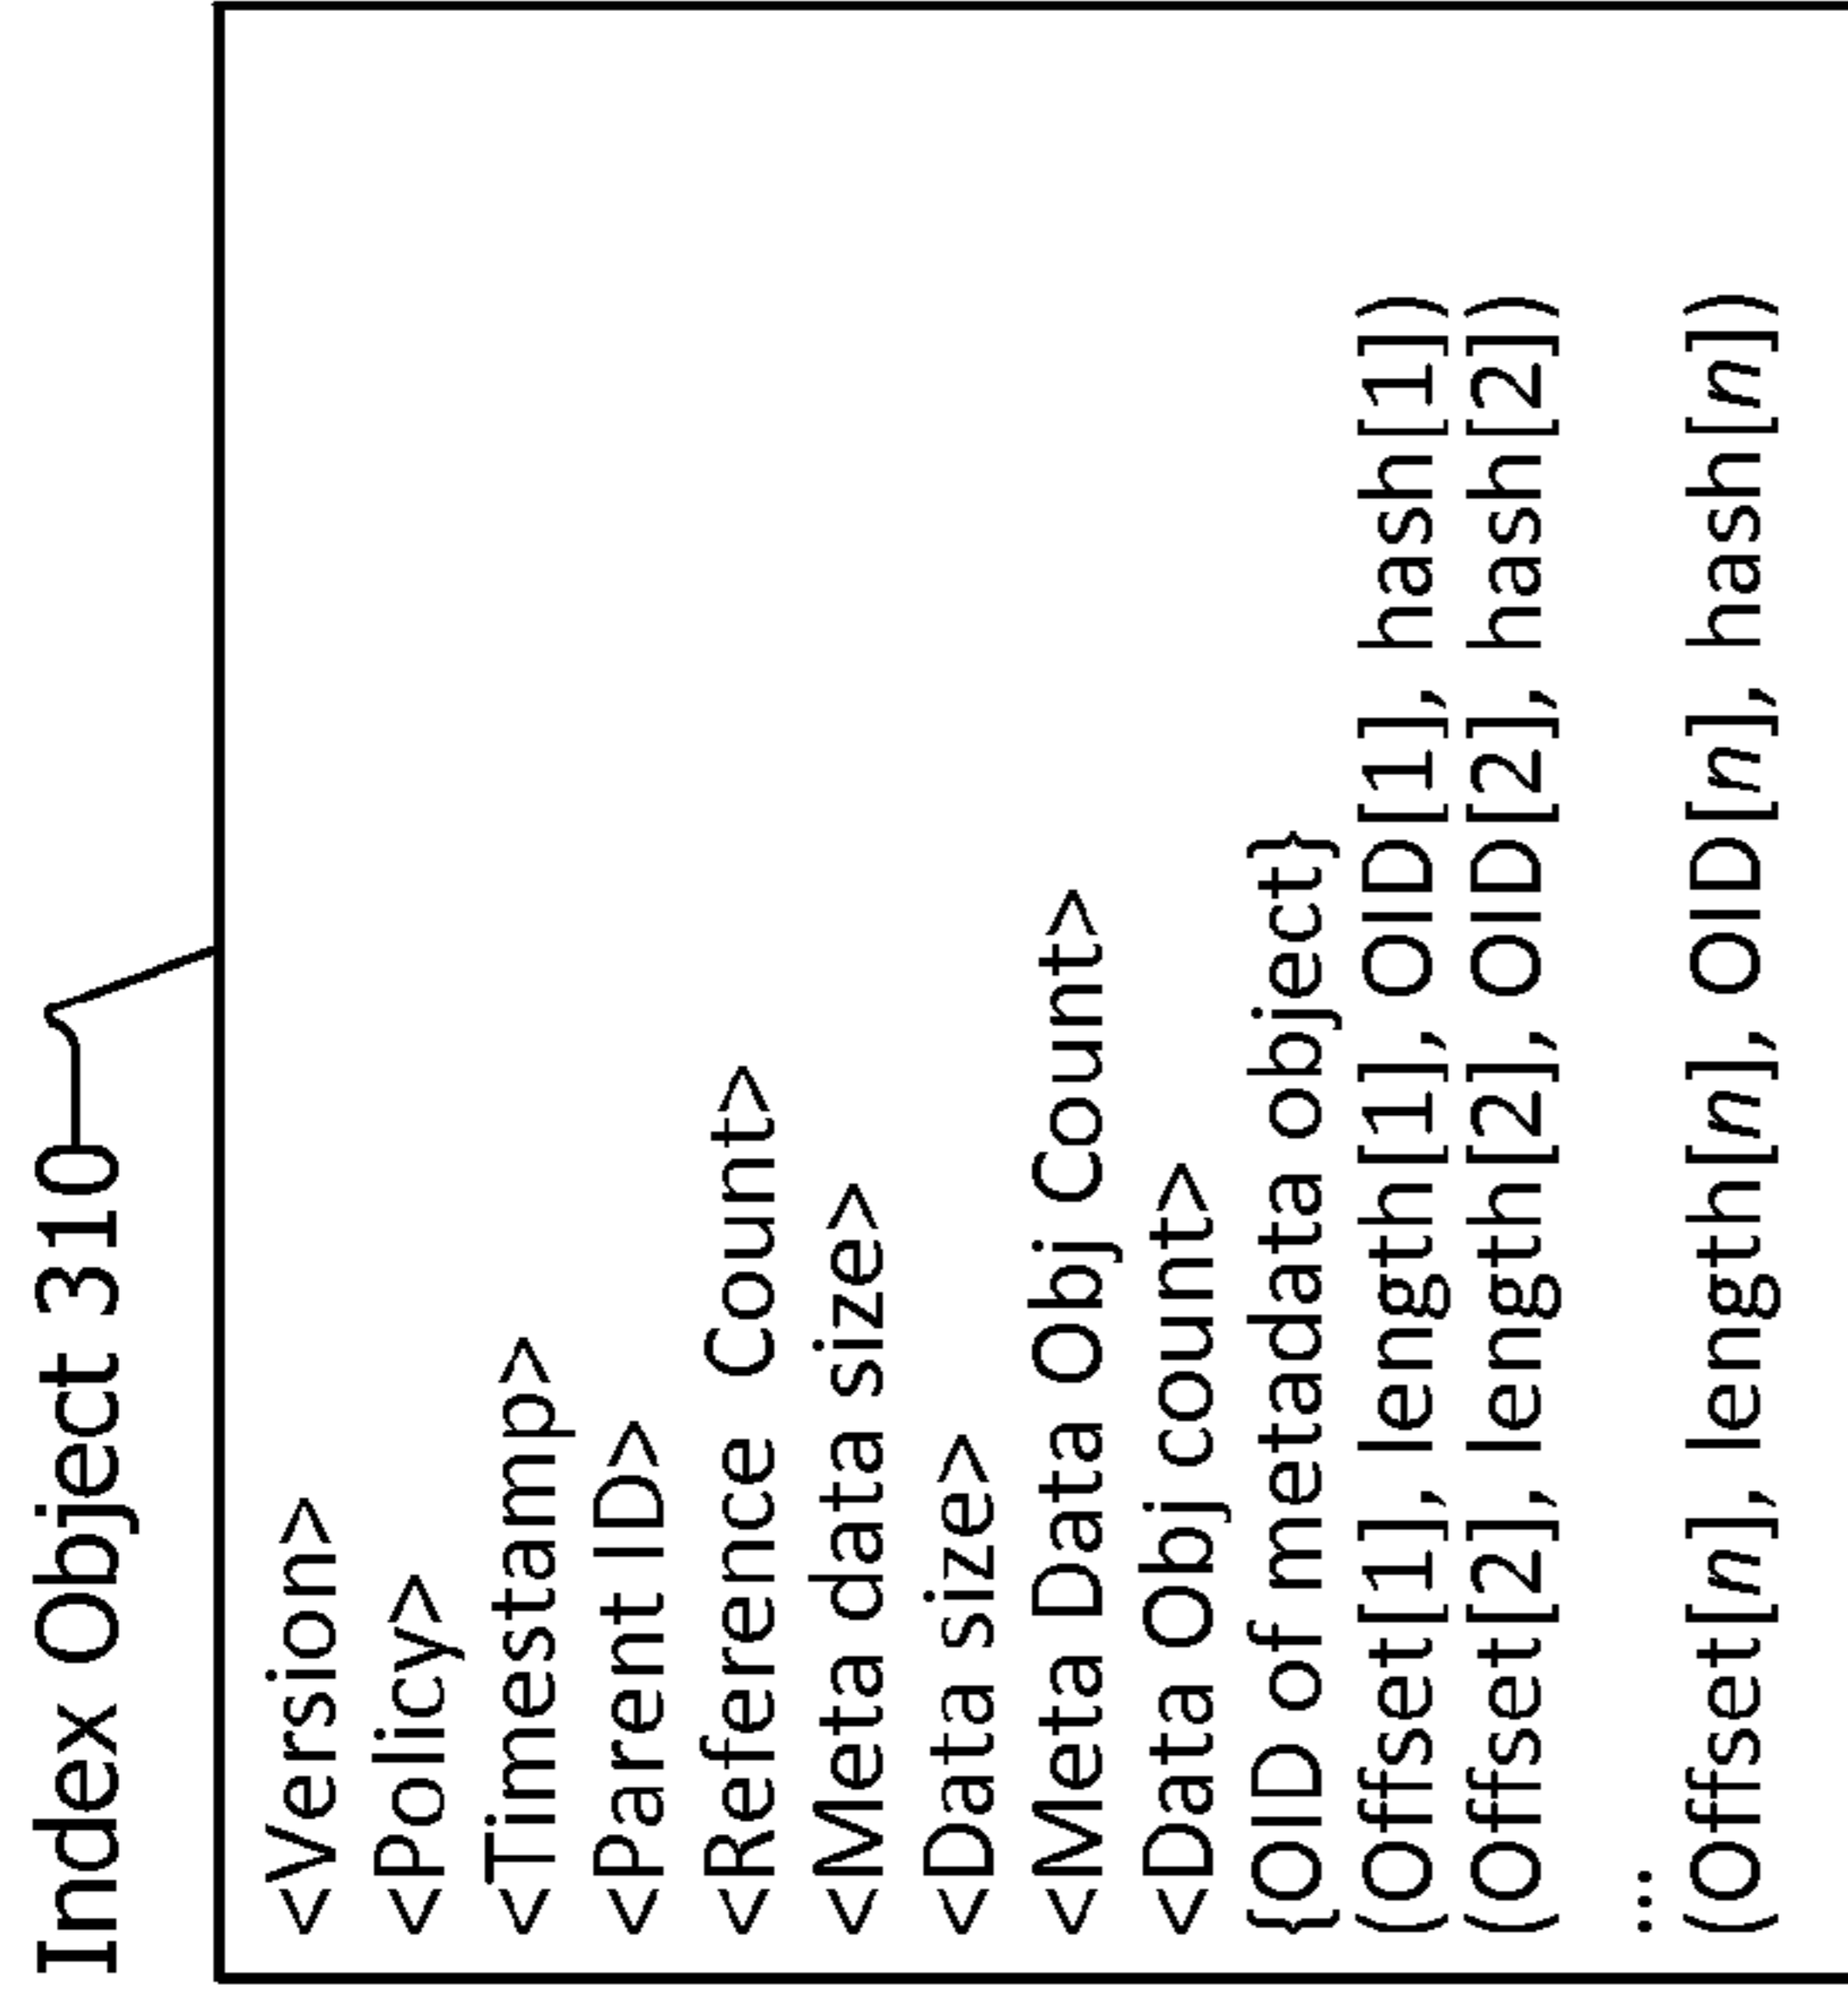 Index Object 310
<Version>
<Policy>
<Timestamp>
<Parent ID>
<Reference Count>
<Meta data size>
<Data size>
<Meta Data Obj Count>
<Data Obj count>
{OID of metadata object}
(Offset[1], length[1], OID[1], hash[1])
(Offset[2], length[2], OID[2], hash[2])
...
(Offset[n], length[n], OID[n], hash[n])